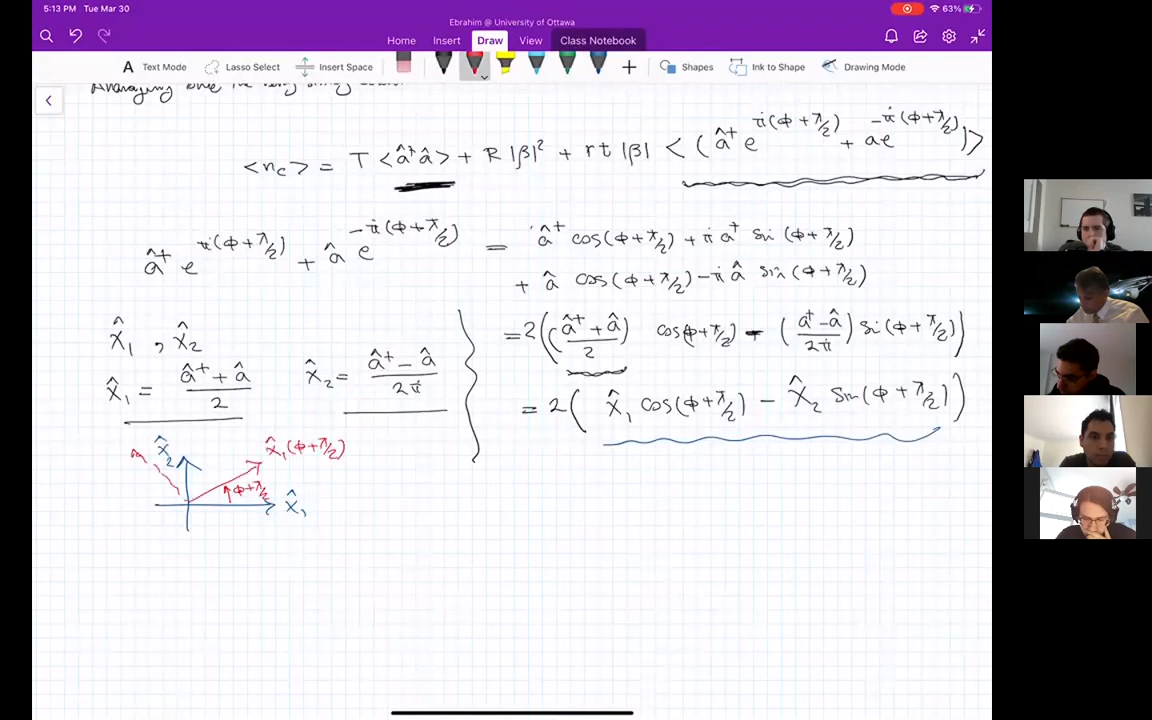 5:13 PM Tue Mar 30
63%
Ebrahim @ University of Ottawa
Home Insert Draw View Class Notebook
Text Mode Lasso Select Insert Space Shapes Ink to Shape Drawing Mode
<n_c> = T <â†â> + R |β|² + rt |β| <(â† e^{i(ϕ + π/2)} + a e^{-i(ϕ+π/2)})>
â† e^{i(ϕ+π/2)} + â e^{-i(ϕ+π/2)} = â† cos(ϕ+π/2) + i a† sin(ϕ+π/2)
+ â cos(ϕ+π/2) - i â sin(ϕ+π/2)
= 2((â† + â)/2 cos(ϕ+π/2) - (a† - â)/2i) sin(ϕ+π/2))
= 2( X̂₁ cos(ϕ+π/2) - X̂₂ sin(ϕ+π/2))
X̂₁ , X̂₂
X̂₁ = (â† + â)/2 X̂₂ = (â† - â)/2i
X̂₂ X̂₁(ϕ+π/2)
ϕ+π/2
X̂₁